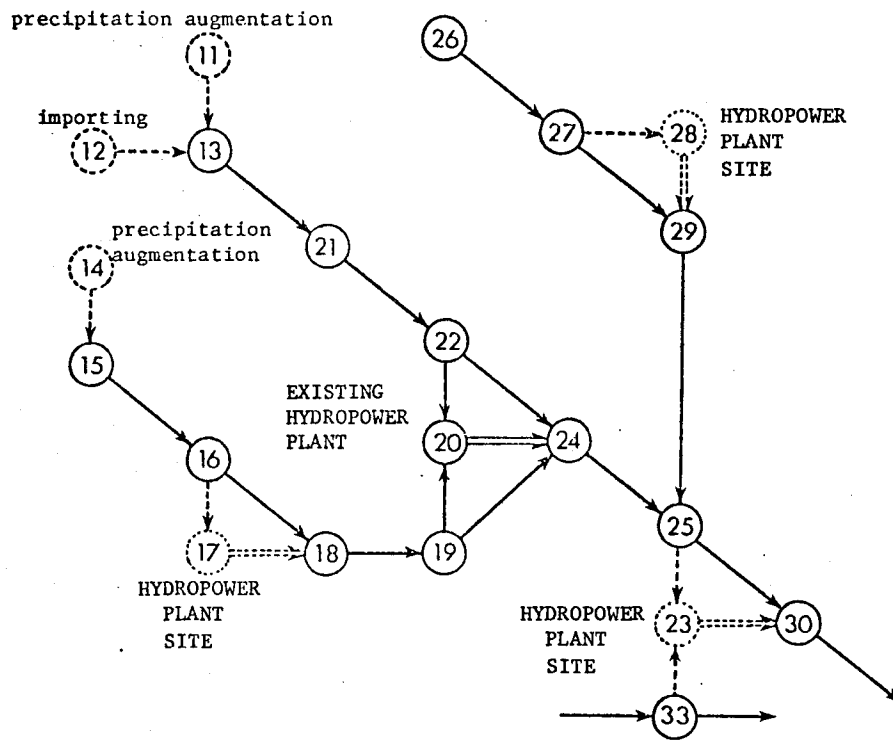 precipitation augmentation
11
26
importing
12
13
27
28
HYDROPOWER
PLANT
SITE
precipitation
augmentation
14
21
29
15
22
EXISTING
HYDROPOWER
PLANT
20
24
16
25
17
18
19
HYDROPOWER
PLANT
SITE
HYDROPOWER
PLANT
SITE
23
30
33